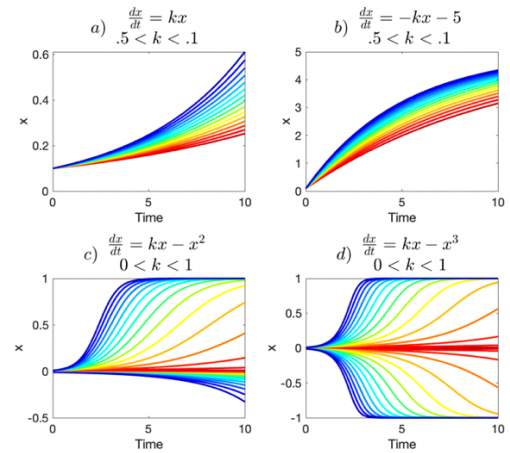 a) dx/dt = kx
.5 < k < .1
0.6
0.4
0.2
0
x
0
5
10
Time
b) dx/dt = −kx − 5
.5 < k < .1
5
4
3
2
1
0
x
0
5
10
Time
c) dx/dt = kx − x²
0 < k < 1
1
0.5
0
-0.5
x
0
5
10
Time
d) dx/dt = kx − x³
0 < k < 1
1
0.5
0
-0.5
-1
x
0
5
10
Time